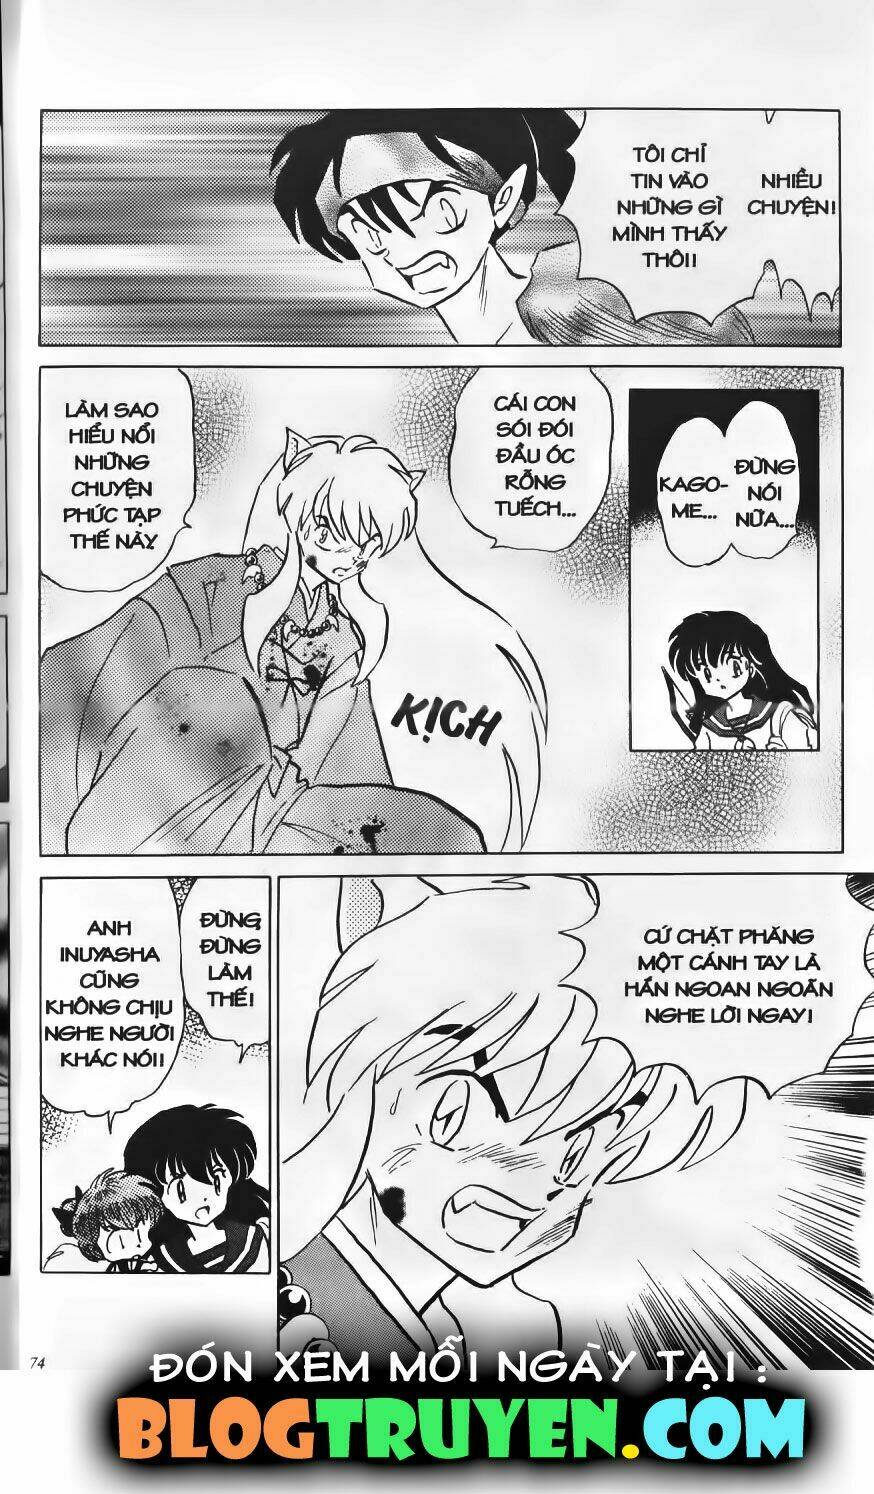 NHIỀU
CHUYỆN!
TÔI CHỈ
TIN VÀO
NHỮNG GÌ
MÌNH THẤY
THÔI!
ĐỪNG
NÓI
NỮA...
KAGO-
ME...
CÁI CON
SÓI ĐÓI
ĐẦU ÓC
RỖNG
TUẾCH...
LÀM SAO
HIỂU NỔI
NHỮNG
CHUYỆN
PHỨC TẠP
THẾ NÀY.
KỊCH
CỨ CHẶT PHĂNG
MỘT CÁNH TAY LÀ
HẮN NGOAN NGOÃN
NGHE LỜI NGAY!
ĐỪNG,
ĐỪNG
LÀM
THẾ!
ANH
INUYASHA
CŨNG
KHÔNG CHỊU
NGHE NGƯỜI
KHÁC NÓI!
74
ĐÓN XEM MỖI NGÀY TẠI :
BLOGTRUYEN.COM